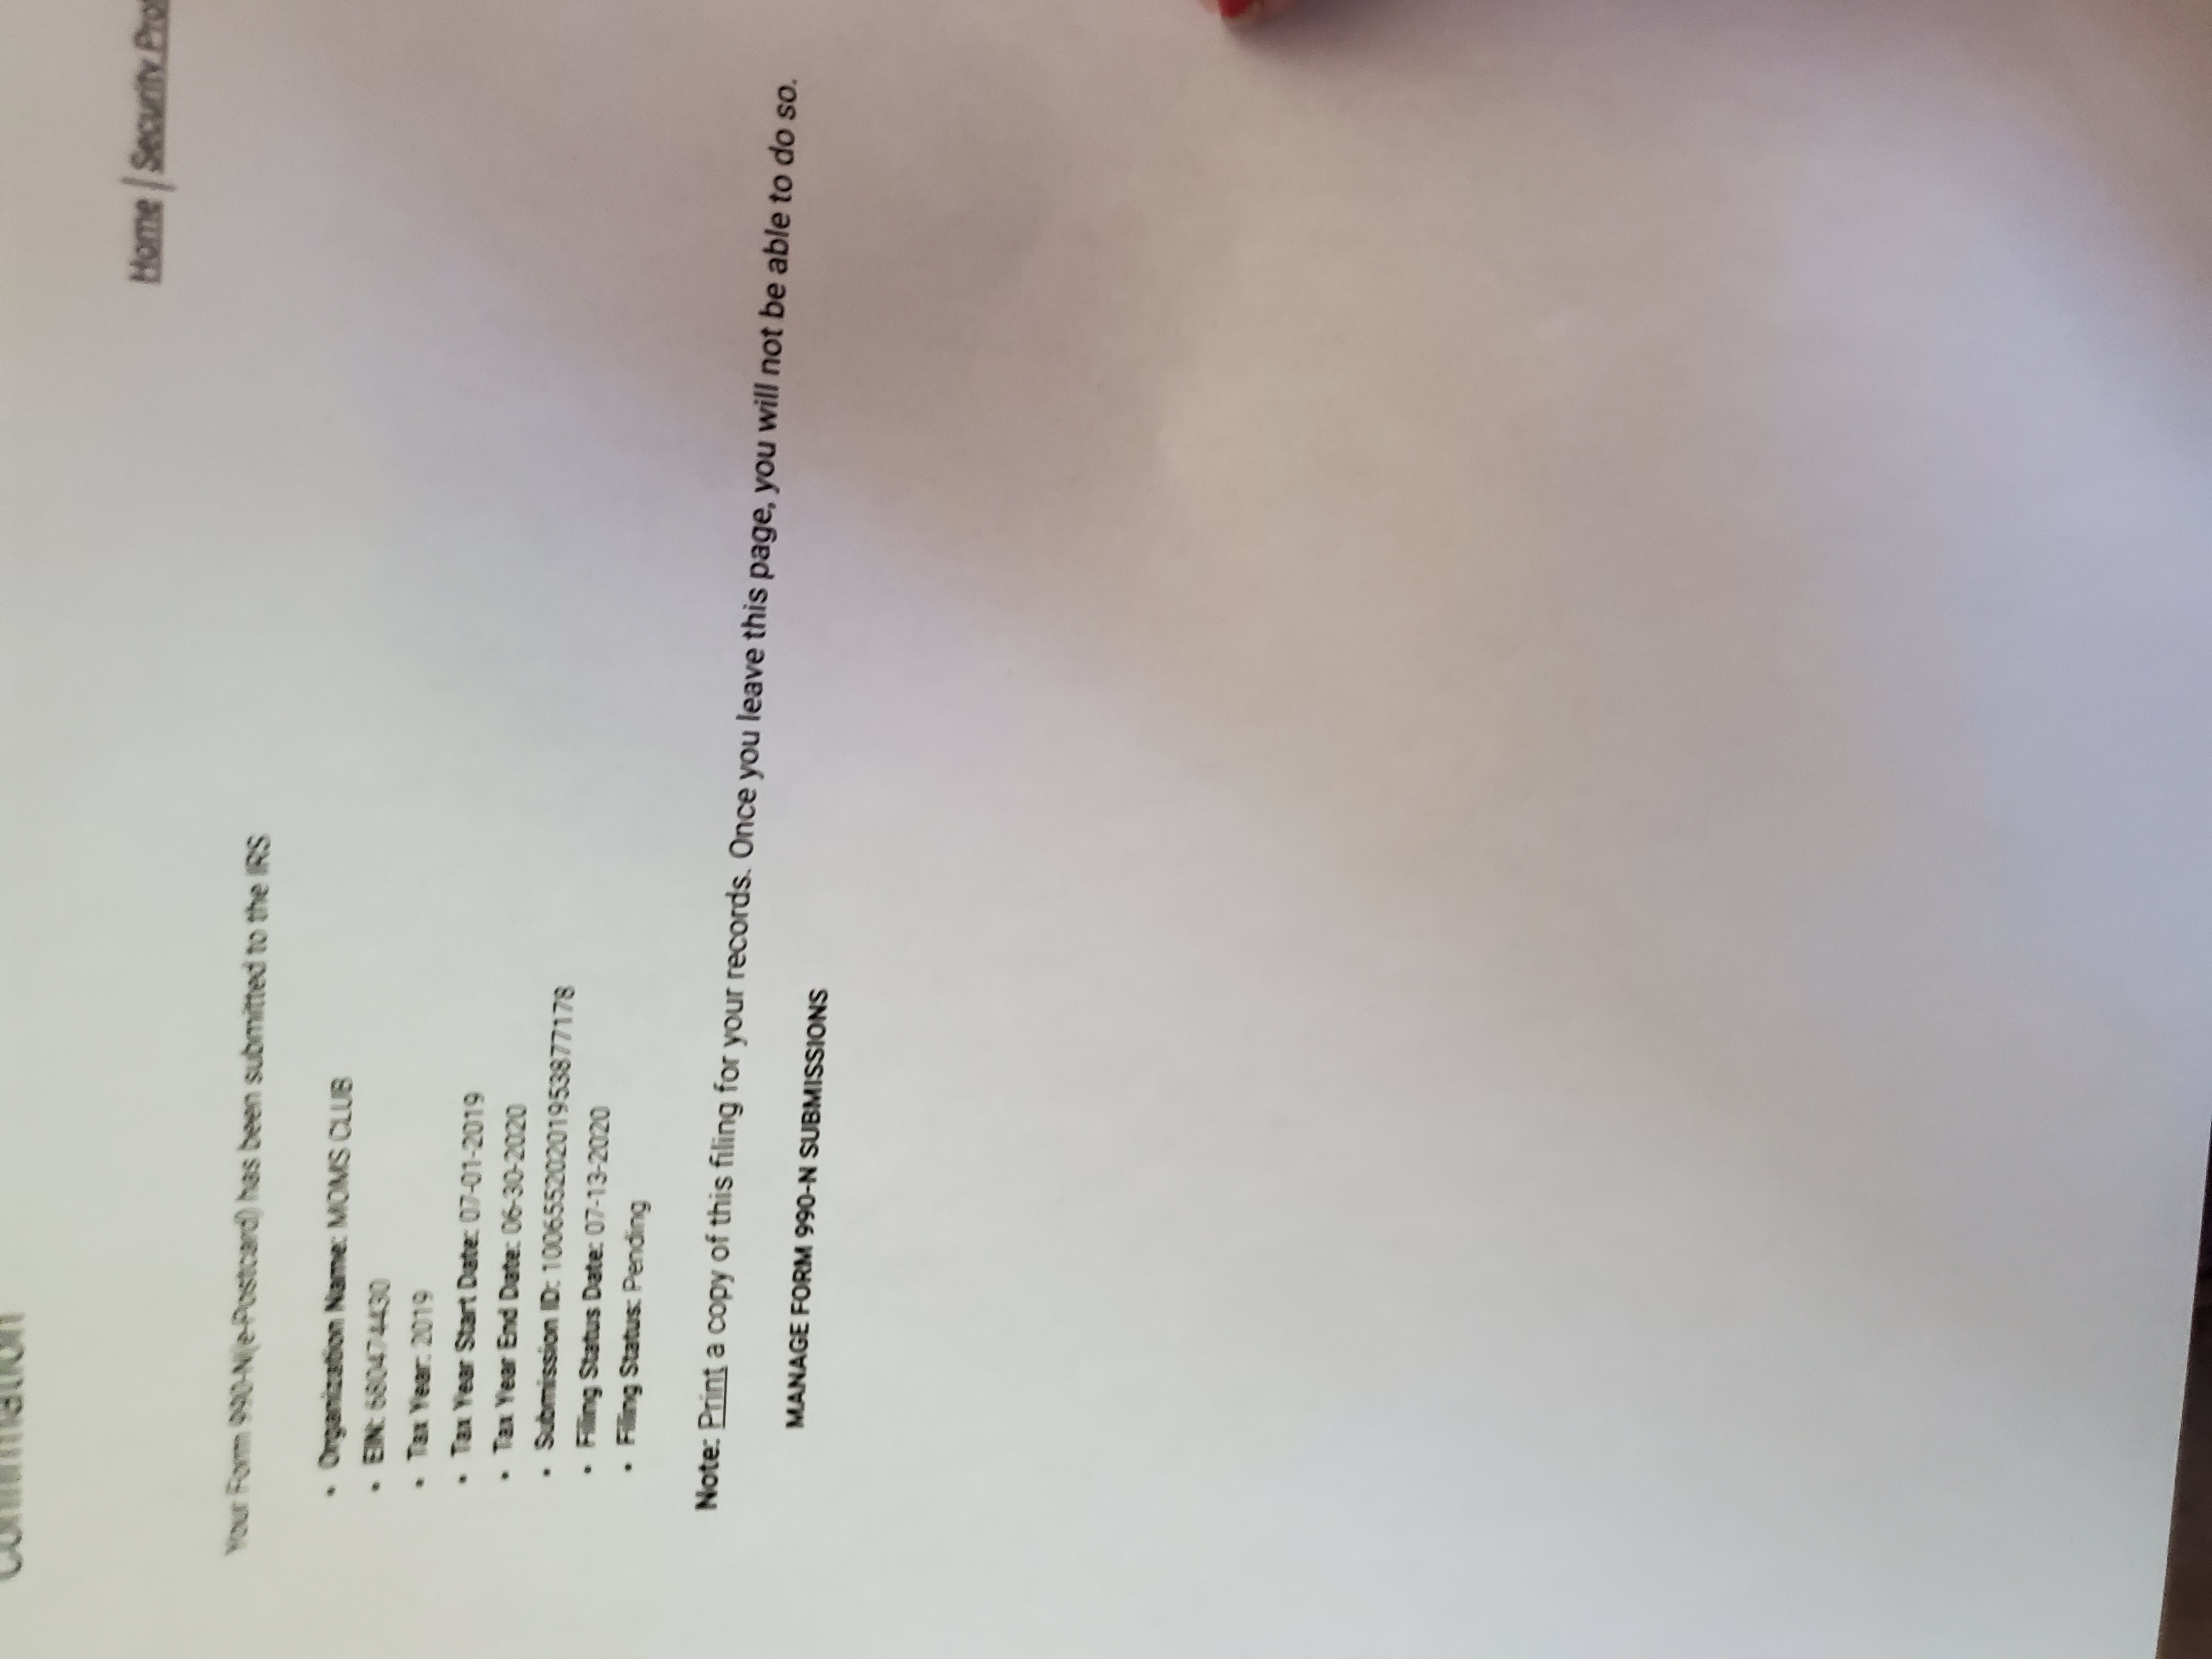 Confirmation
Home | Security
Your Form 990-N(e-Postcard) has been submitted to the IRS
• Organization Name: MOMS CLUB
• EIN: 680474430
• Tax Year: 2019
• Tax Year Start Date: 07-01-2019
• Tax Year End Date: 06-30-2020
• Submission ID: 10065520201953877178
• Filing Status Date: 07-13-2020
• Filing Status: Pending
Note: Print a copy of this filing for your records. Once you leave this page, you will not be able to do so.
MANAGE FORM 990-N SUBMISSIONS